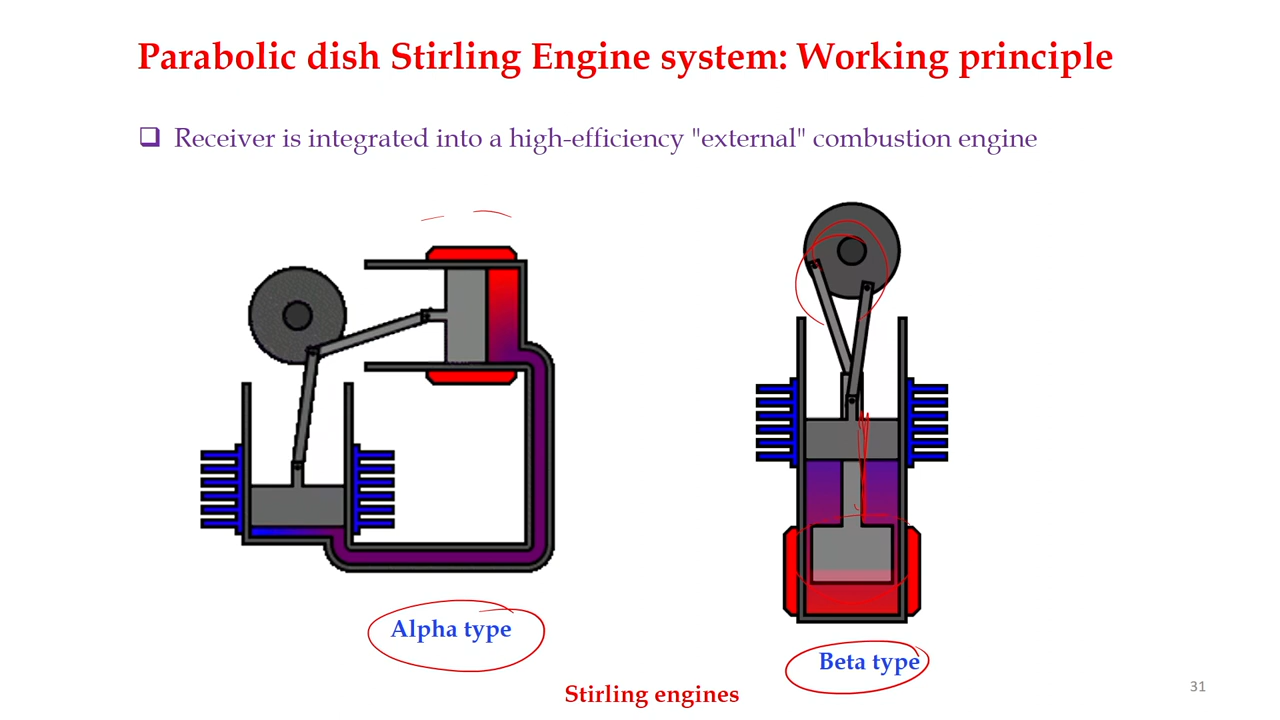 Parabolic dish Stirling Engine system: Working principle
Receiver is integrated into a high-efficiency "external" combustion engine
Alpha type
Beta type
Stirling engines
31